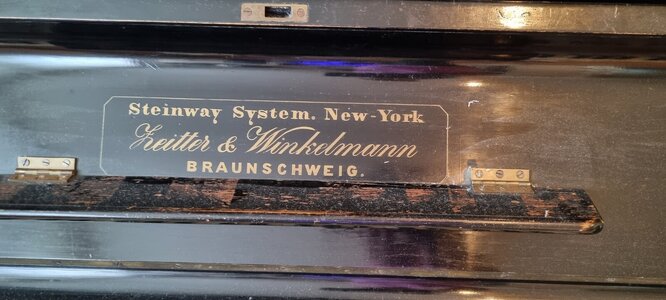 Steinway System. New-York
Zeitter & Winkelmann
BRAUNSCHWEIG.